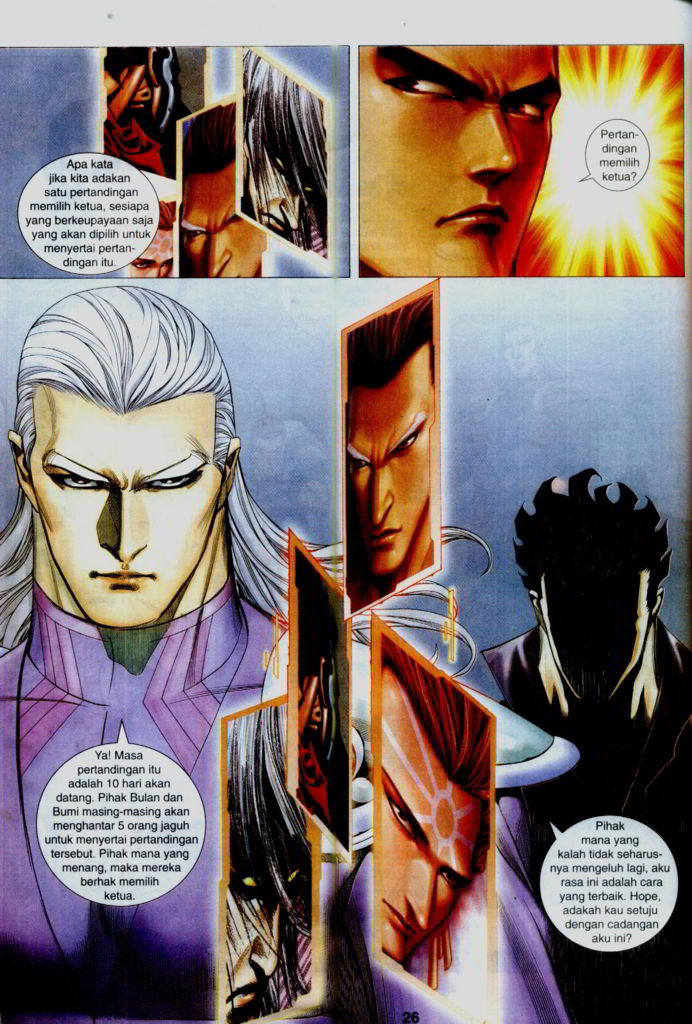 Apa kata
jika kita adakan
satu pertandingan
memilih ketua, sesiapa
yang berkeupayaan saja
yang akan dipilih untuk
menyertai pertan-
dingan itu.
Pertan-
dingan
memilih
ketua?
Ya! Masa
pertandingan itu
adalah 10 hari akan
datang. Pihak Bulan dan
Bumi masing-masing akan
menghantar 5 orang jaguh
untuk menyertai pertandingan
tersebut. Pihak mana yang
menang, maka mereka
berhak memilih
ketua.
Pihak
mana yang
kalah tidak seharus-
nya mengeluh lagi, aku
rasa ini adalah cara
yang terbaik. Hope,
adakah kau setuju
dengan cadangan
aku ini?
26